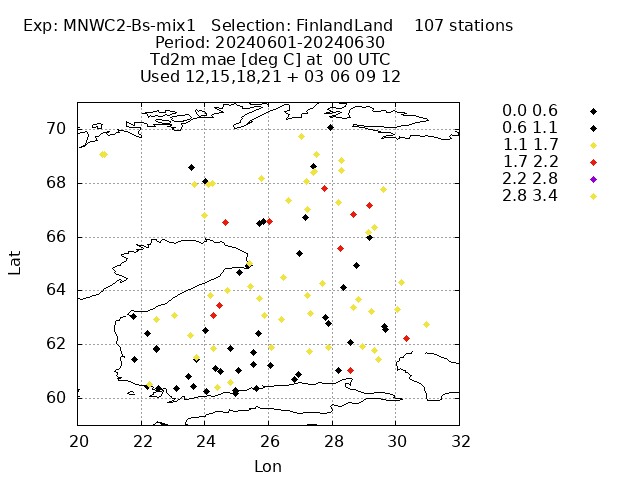 Exp: MNWC2-Bs-mix1   Selection: FinlandLand    107 stations
Period: 20240601-20240630
Td2m mae [deg C] at  00 UTC
Used 12,15,18,21 + 03 06 09 12
0.0 0.6
0.6 1.1
1.1 1.7
1.7 2.2
2.2 2.8
2.8 3.4
70
68
66
64
62
60
Lat
20 22 24 26 28 30 32
Lon